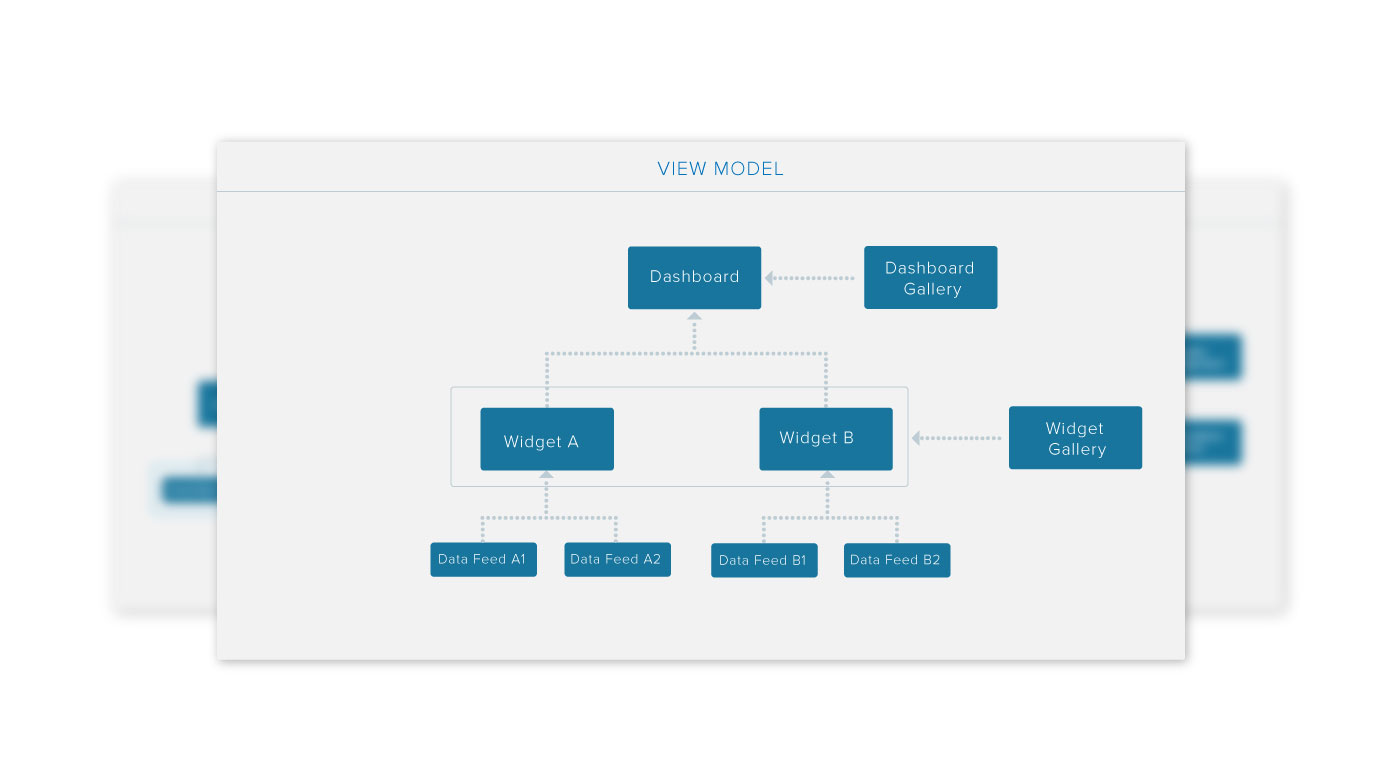 VIEW MODEL
Dashboard
Dashboard
Gallery
Widget A
Widget B
Widget
Gallery
Data Feed A1
Data Feed A2
Data Feed B1
Data Feed B2